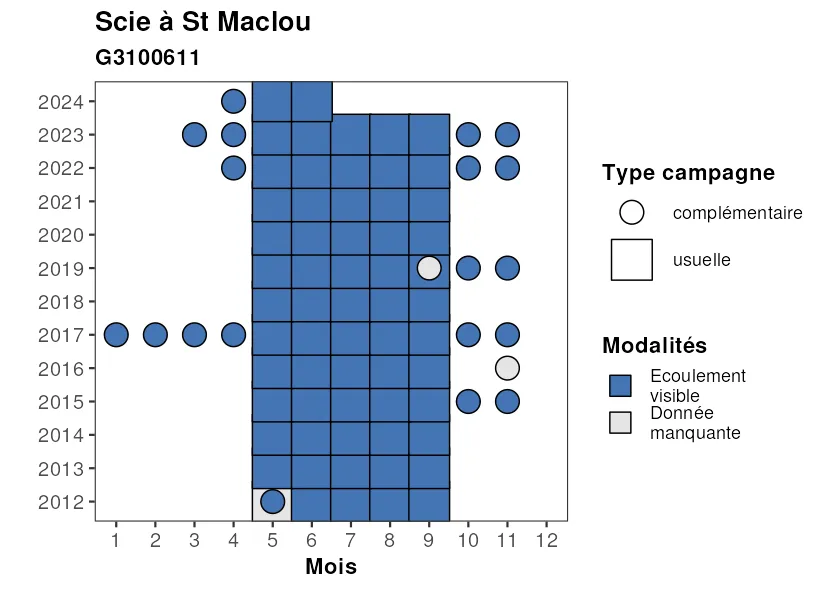 Scie à St Maclou
G3100611
2024
2023
2022
2021
2020
2019
2018
2017
2016
2015
2014
2013
2012
1 2 3 4 5 6 7 8 9 10 11 12
Mois
Type campagne
complémentaire
usuelle
Modalités
Ecoulement
visible
Donnée
manquante